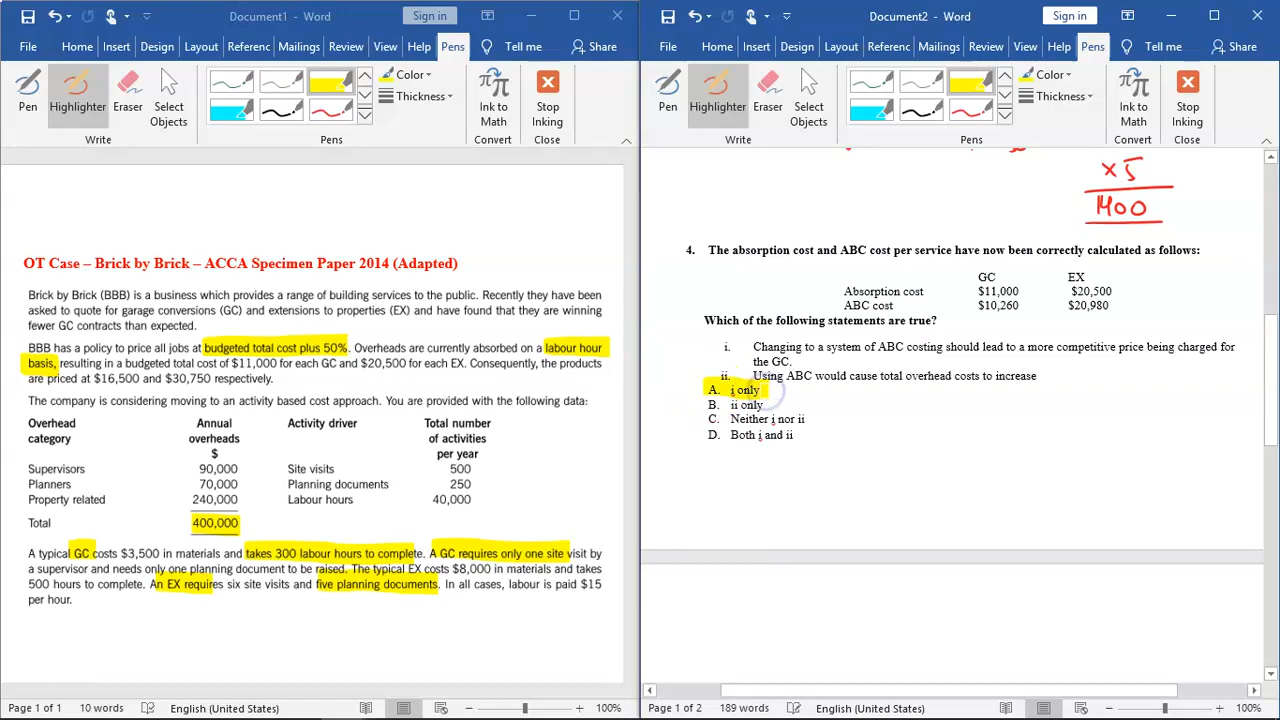 Document1 - Word
Sign in
File Home Insert Design Layout Referenc Mailings Review View Help Pens Tell me Share
Pen Highlighter Eraser Select Objects
Color
Thickness
Ink to Math
Stop Inking
Write Pens Convert Close
OT Case – Brick by Brick – ACCA Specimen Paper 2014 (Adapted)
Brick by Brick (BBB) is a business which provides a range of building services to the public. Recently they have been
asked to quote for garage conversions (GC) and extensions to properties (EX) and have found that they are winning
fewer GC contracts than expected.
BBB has a policy to price all jobs at budgeted total cost plus 50%. Overheads are currently absorbed on a labour hour
basis, resulting in a budgeted total cost of $11,000 for each GC and $20,500 for each EX. Consequently, the products
are priced at $16,500 and $30,750 respectively.
The company is considering moving to an activity based cost approach. You are provided with the following data:
Overhead Annual Activity driver Total number
category overheads of activities
$ per year
Supervisors 90,000 Site visits 500
Planners 70,000 Planning documents 250
Property related 240,000 Labour hours 40,000
Total 400,000
A typical GC costs $3,500 in materials and takes 300 labour hours to complete. A GC requires only one site visit by
a supervisor and needs only one planning document to be raised. The typical EX costs $8,000 in materials and takes
500 hours to complete. An EX requires six site visits and five planning documents. In all cases, labour is paid $15
per hour.
Page 1 of 1 10 words English (United States) 100%
Document2 - Word
Sign in
File Home Insert Design Layout Referenc Mailings Review View Help Pens Tell me Share
Pen Highlighter Eraser Select Objects
Color
Thickness
Ink to Math
Stop Inking
Write Pens Convert Close
x 5
1400
4. The absorption cost and ABC cost per service have now been correctly calculated as follows:
GC EX
Absorption cost $11,000 $20,500
ABC cost $10,260 $20,980
Which of the following statements are true?
i. Changing to a system of ABC costing should lead to a more competitive price being charged for
the GC.
ii. Using ABC would cause total overhead costs to increase
A. i only
B. ii only
C. Neither i nor ii
D. Both i and ii
Page 1 of 2 189 words English (United States) 100%